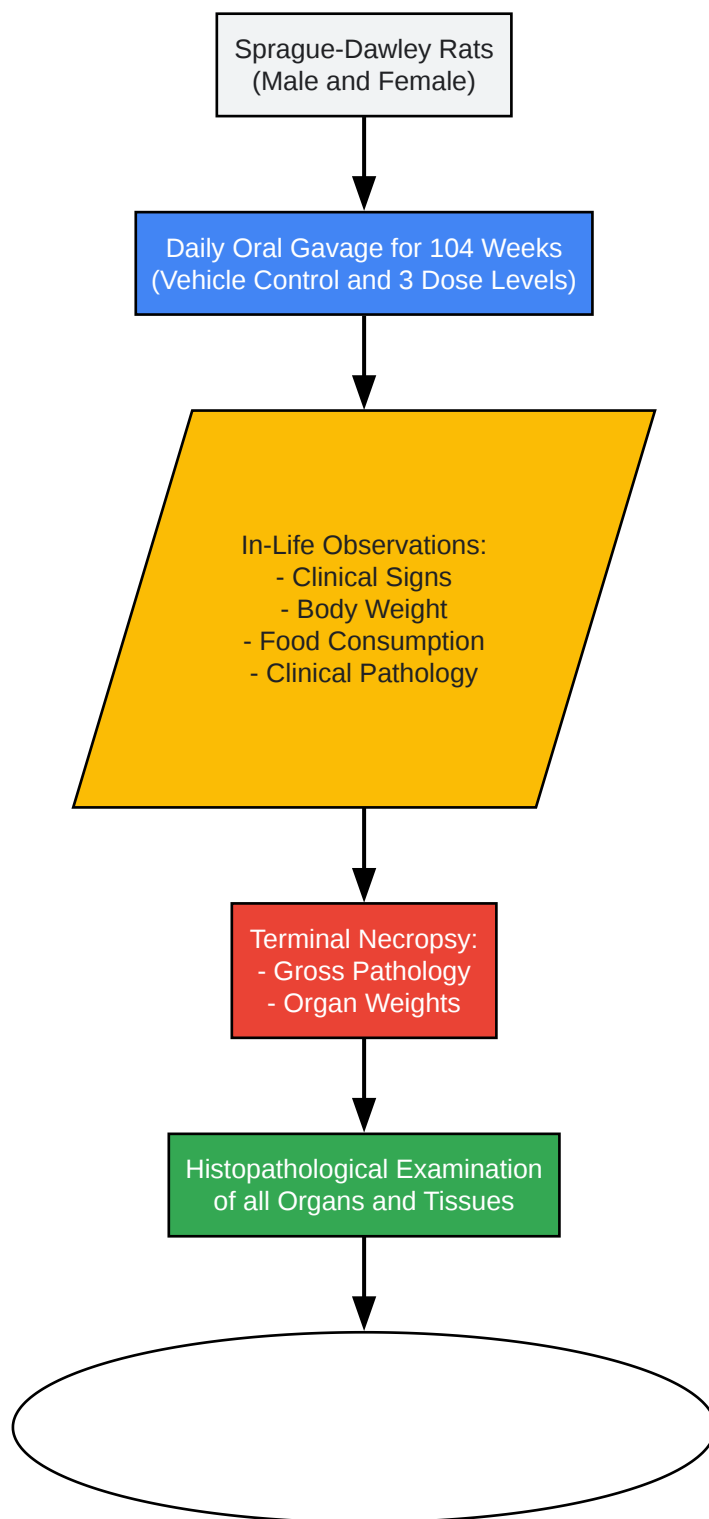 Sprague-Dawley Rats
(Male and Female)
Daily Oral Gavage for 104 Weeks
(Vehicle Control and 3 Dose Levels)
In-Life Observations:
- Clinical Signs
- Body Weight
- Food Consumption
- Clinical Pathology
Terminal Necropsy:
- Gross Pathology
- Organ Weights
Histopathological Examination
of all Organs and Tissues